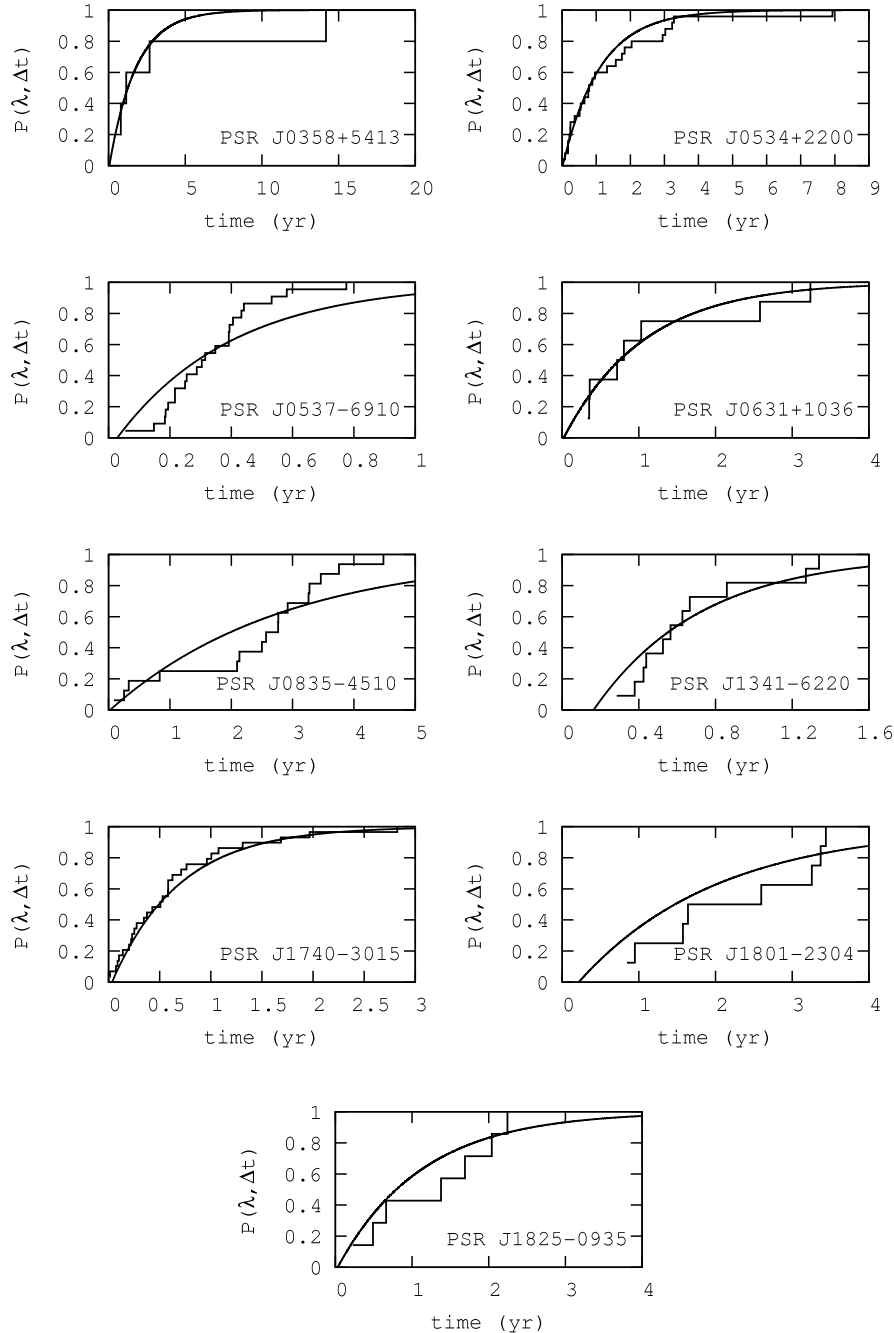 P(λ,Δt)
1
0.8
0.6
0.4
0.2
0
PSR J0358+5413
0 5 10 15 20
time (yr)
P(λ,Δt)
1
0.8
0.6
0.4
0.2
0
PSR J0534+2200
0 1 2 3 4 5 6 7 8 9
time (yr)
P(λ,Δt)
1
0.8
0.6
0.4
0.2
0
PSR J0537-6910
0 0.2 0.4 0.6 0.8 1
time (yr)
P(λ,Δt)
1
0.8
0.6
0.4
0.2
0
PSR J0631+1036
0 1 2 3 4
time (yr)
P(λ,Δt)
1
0.8
0.6
0.4
0.2
0
PSR J0835-4510
0 1 2 3 4 5
time (yr)
P(λ,Δt)
1
0.8
0.6
0.4
0.2
0
PSR J1341-6220
0 0.4 0.8 1.2 1.6
time (yr)
P(λ,Δt)
1
0.8
0.6
0.4
0.2
0
PSR J1740-3015
0 0.5 1 1.5 2 2.5 3
time (yr)
P(λ,Δt)
1
0.8
0.6
0.4
0.2
0
PSR J1801-2304
0 1 2 3 4
time (yr)
P(λ,Δt)
1
0.8
0.6
0.4
0.2
0
PSR J1825-0935
0 1 2 3 4
time (yr)